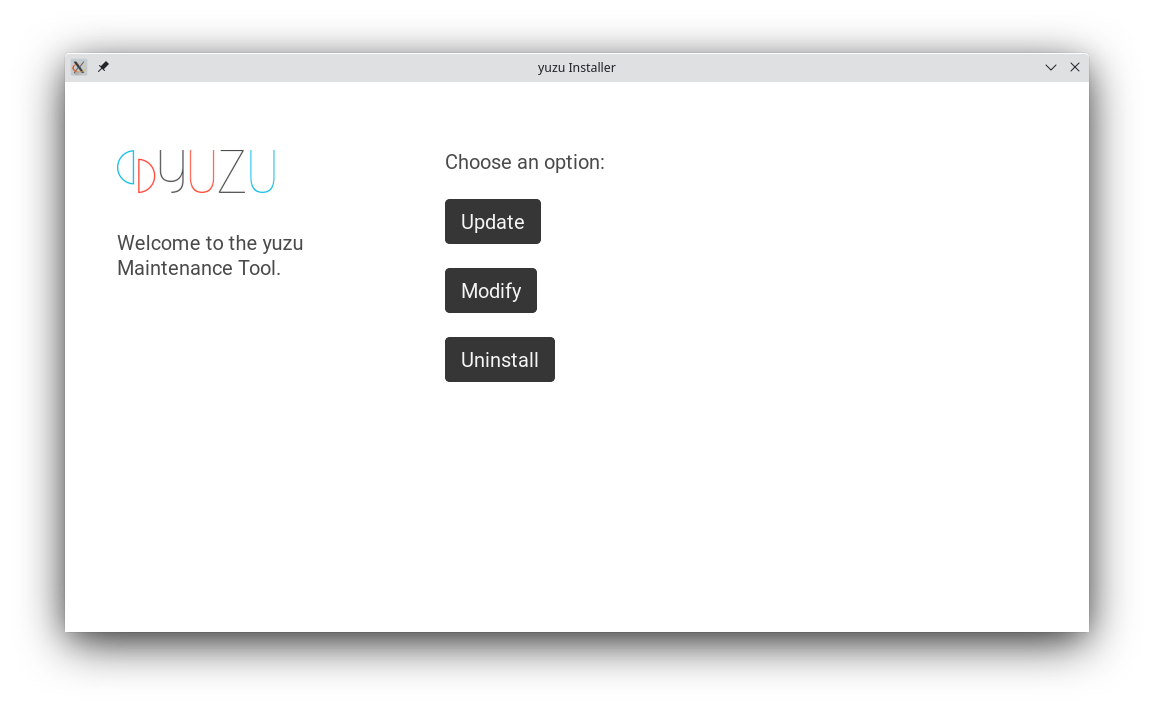 yuzu Installer
YUZU
Choose an option:
Welcome to the yuzu
Maintenance Tool.
Update
Modify
Uninstall